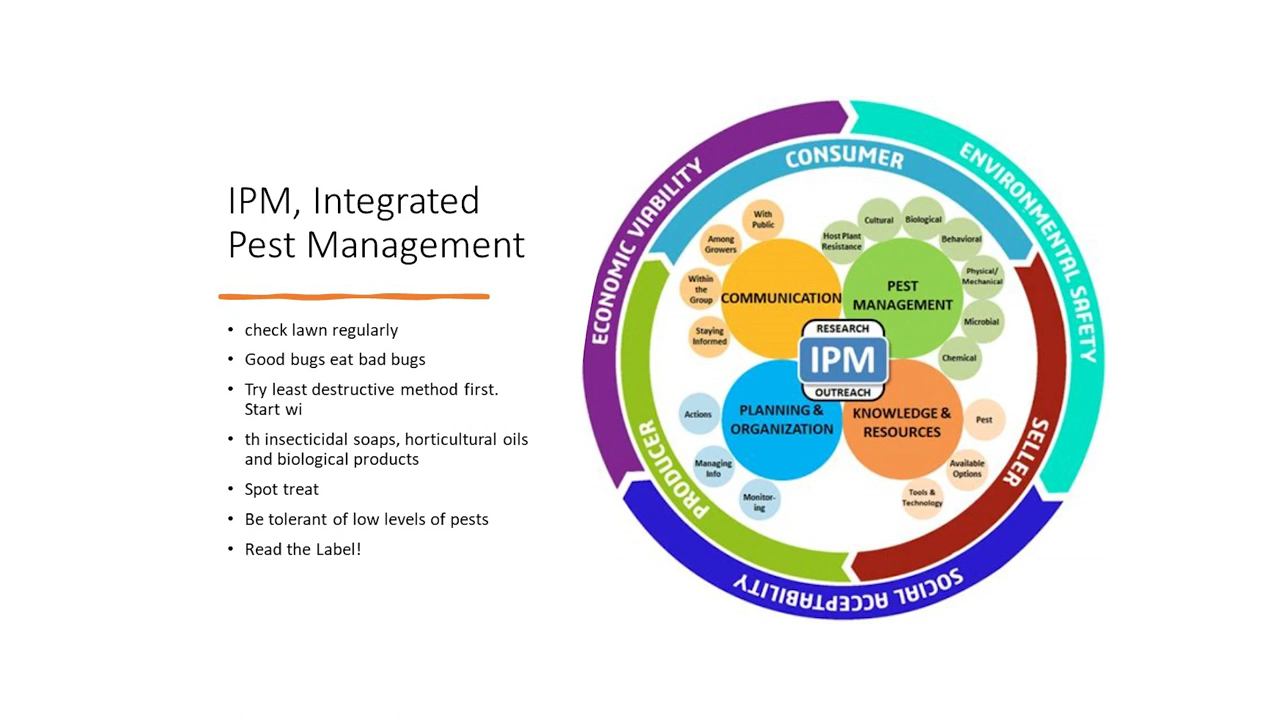 IPM, Integrated
Pest Management
• check lawn regularly
• Good bugs eat bad bugs
• Try least destructive method first.
Start wi
• th insecticidal soaps, horticultural oils
and biological products
• Spot treat
• Be tolerant of low levels of pests
• Read the Label!
ECONOMIC VIABILITY
ENVIRONMENTAL SAFETY
SOCIAL ACCEPTABILITY
CONSUMER
SELLER
PRODUCER
COMMUNICATION
With
Public
Among
Growers
Within
the
Group
Staying
Informed
PEST
MANAGEMENT
Host Plant
Resistance
Cultural
Biological
Behavioral
Physical/
Mechanical
Microbial
Chemical
RESEARCH
IPM
OUTREACH
PLANNING &
ORGANIZATION
Actions
Managing
Info
Monitor-
ing
KNOWLEDGE &
RESOURCES
Pest
Available
Options
Tools &
Technology